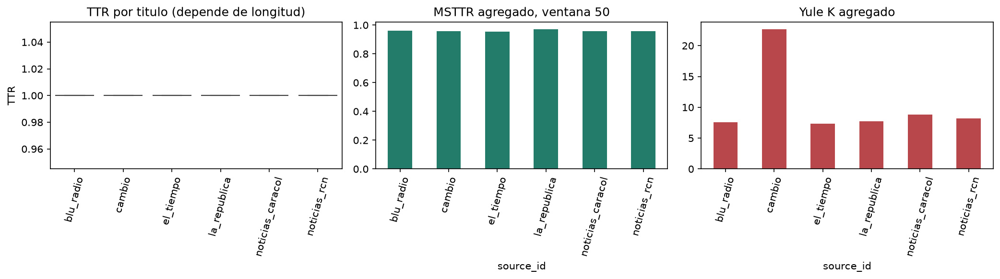 TTR por titulo (depende de longitud)
TTR
1.04
1.02
1.00
0.98
0.96
blu_radio
cambio
el_tiempo
la_republica
noticias_caracol
noticias_rcn
MSTTR agregado, ventana 50
1.0
0.8
0.6
0.4
0.2
0.0
blu_radio
cambio
el_tiempo
la_republica
noticias_caracol
noticias_rcn
source_id
Yule K agregado
20
15
10
5
0
blu_radio
cambio
el_tiempo
la_republica
noticias_caracol
noticias_rcn
source_id